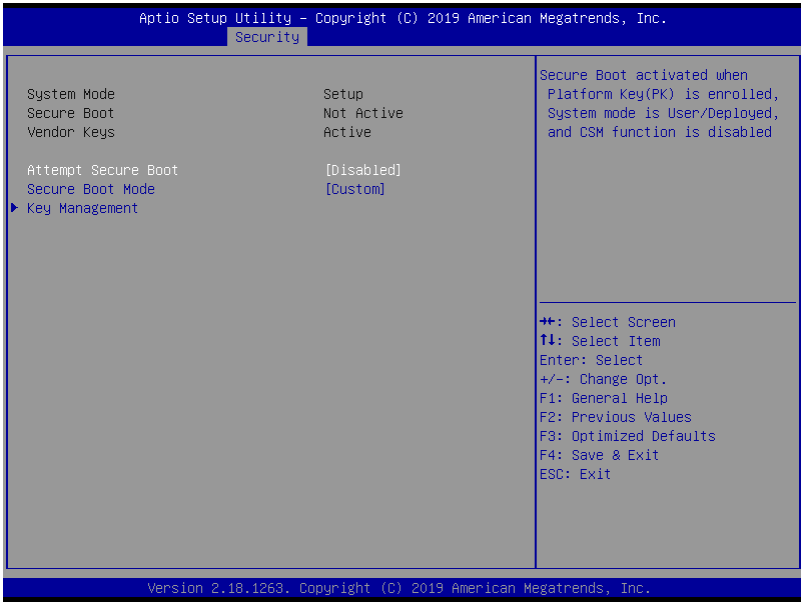 Aptio Setup Utility – Copyright (C) 2019 American Megatrends, Inc.
Security
System Mode Setup
Secure Boot Not Active
Vendor Keys Active
Attempt Secure Boot [Disabled]
Secure Boot Mode [Custom]
Key Management
Secure Boot activated when
Platform Key(PK) is enrolled,
System mode is User/Deployed,
and CSM function is disabled
→←: Select Screen
↑↓: Select Item
Enter: Select
+/-: Change Opt.
F1: General Help
F2: Previous Values
F3: Optimized Defaults
F4: Save & Exit
ESC: Exit
Version 2.18.1263. Copyright (C) 2019 American Megatrends, Inc.